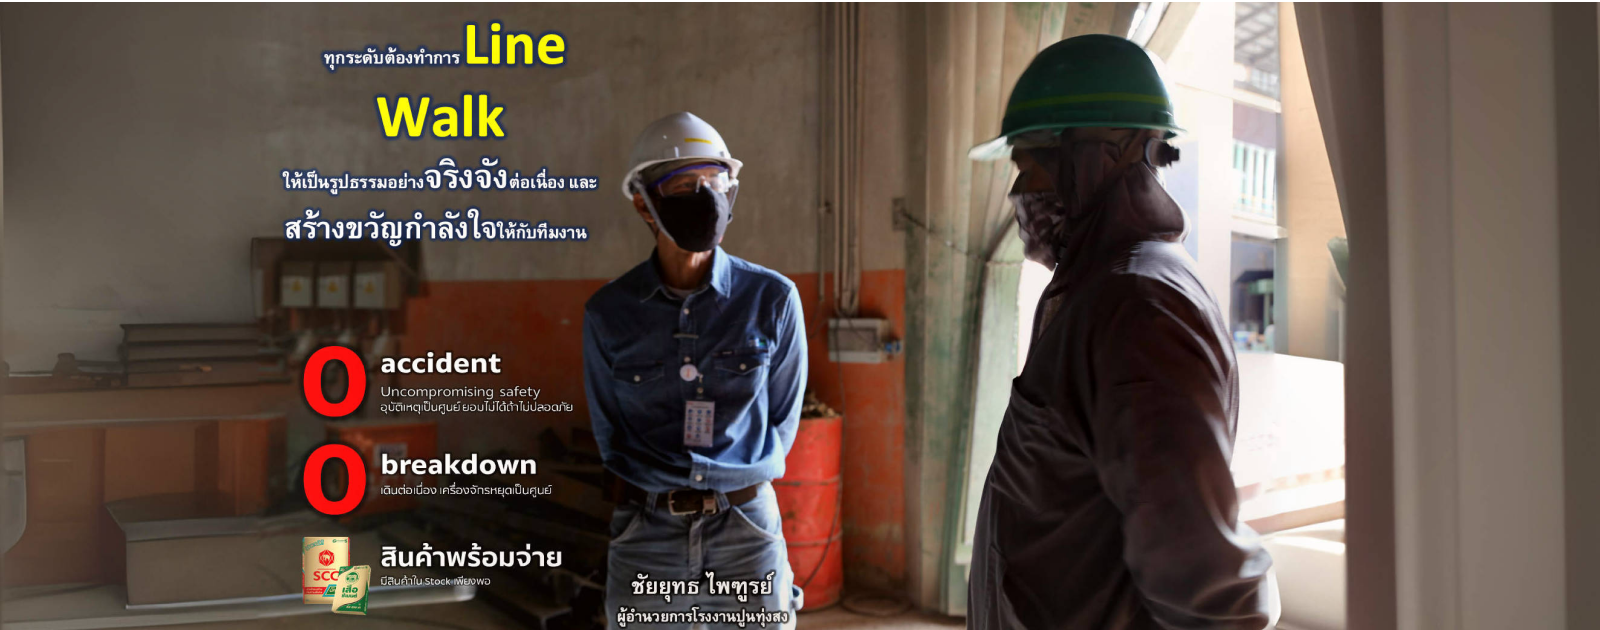 ทุกระดับต้องทำการ Line
Walk
ให้เป็นรูปธรรมอย่างจริงจังต่อเนื่อง และ
สร้างขวัญกำลังใจให้กับทีมงาน
0 accident
Uncompromising safety
อุบัติเหตุเป็นศูนย์ ยอมไม่ได้ถ้าไม่ปลอดภัย
0 breakdown
เดินต่อเนื่อง เครื่องจักรหยุดเป็นศูนย์
สินค้าพร้อมจ่าย
มีสินค้าใน Stock เพียงพอ
SCG
เสือ
ชัยยุทธ ไพฑูรย์
ผู้อำนวยการโรงงานปูนทุ่งสง